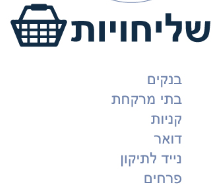 שליחויות
בנקים
בתי מרקחת
קניות
דואר
נייד לתיקון
פרחים